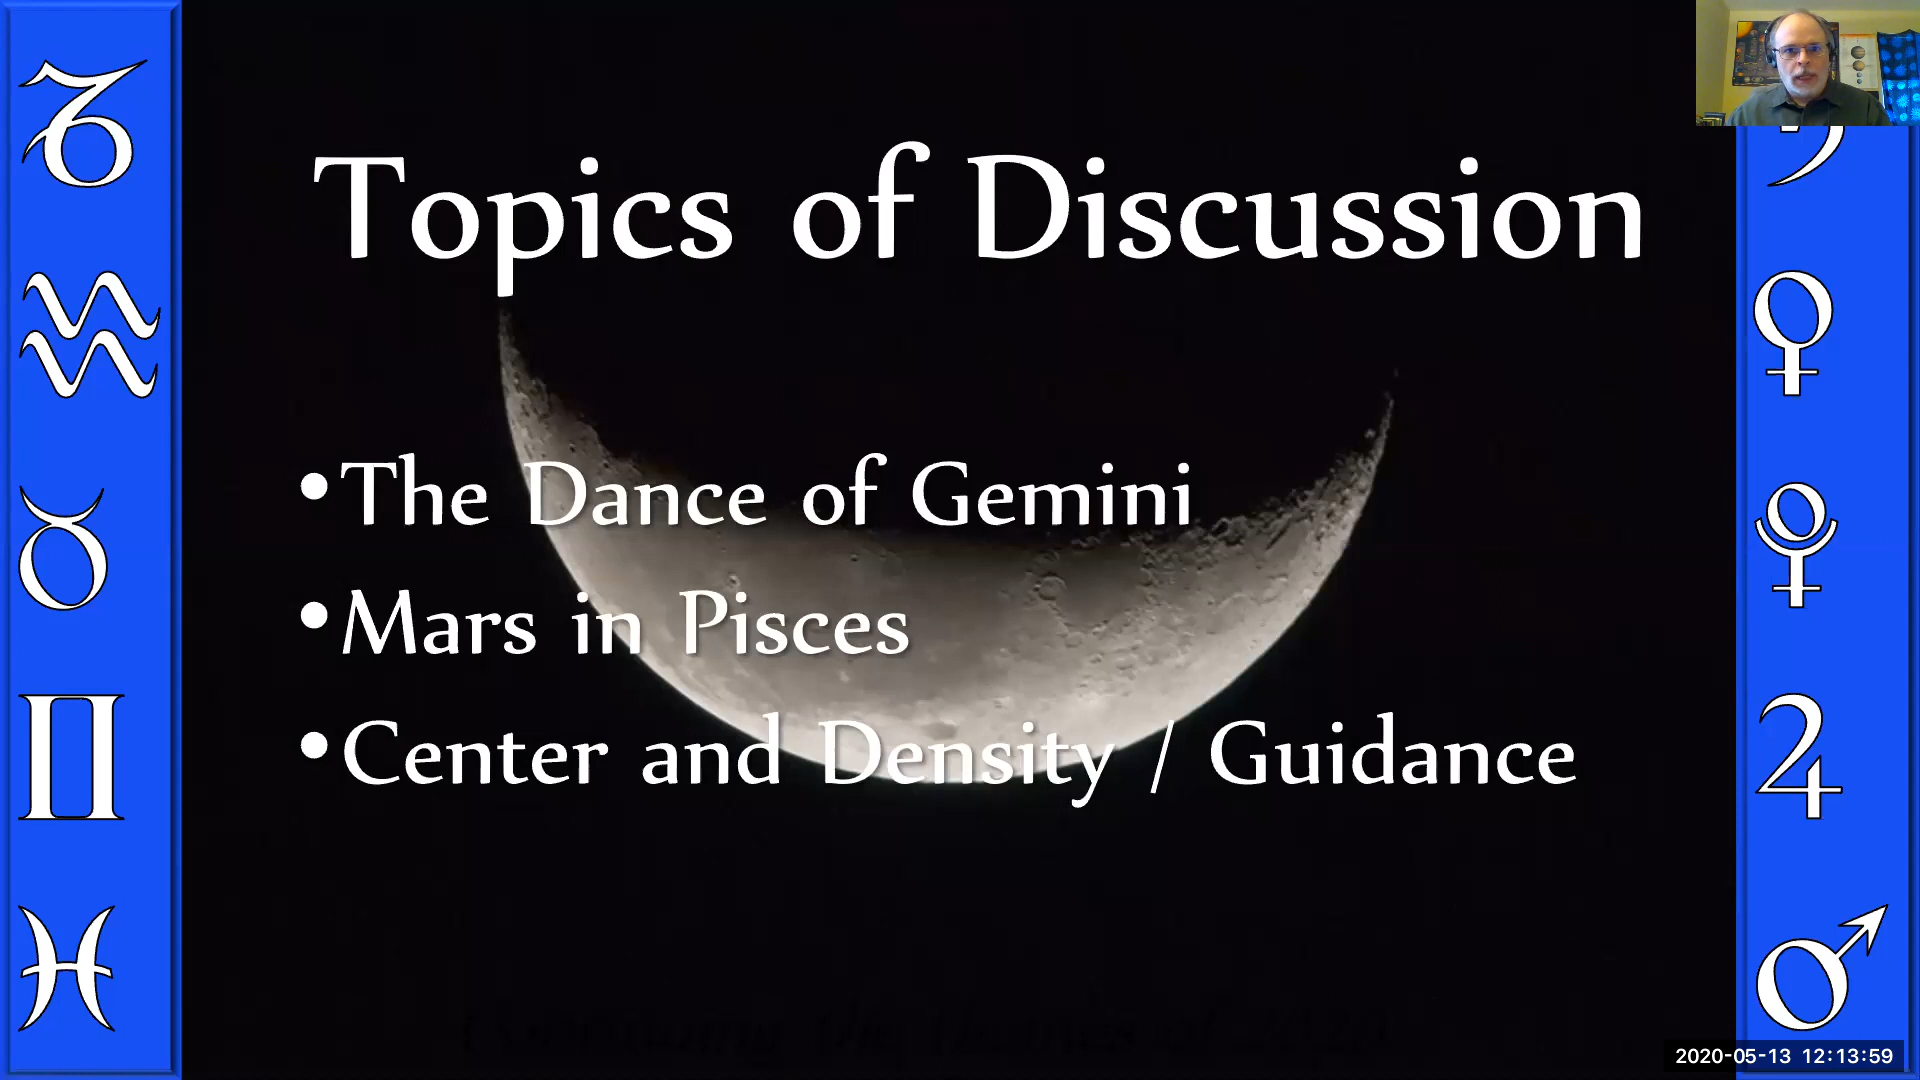 Topics of Discussion
•The Dance of Gemini
•Mars in Pisces
•Center and Density / Guidance
2020-05-13 12:13:59